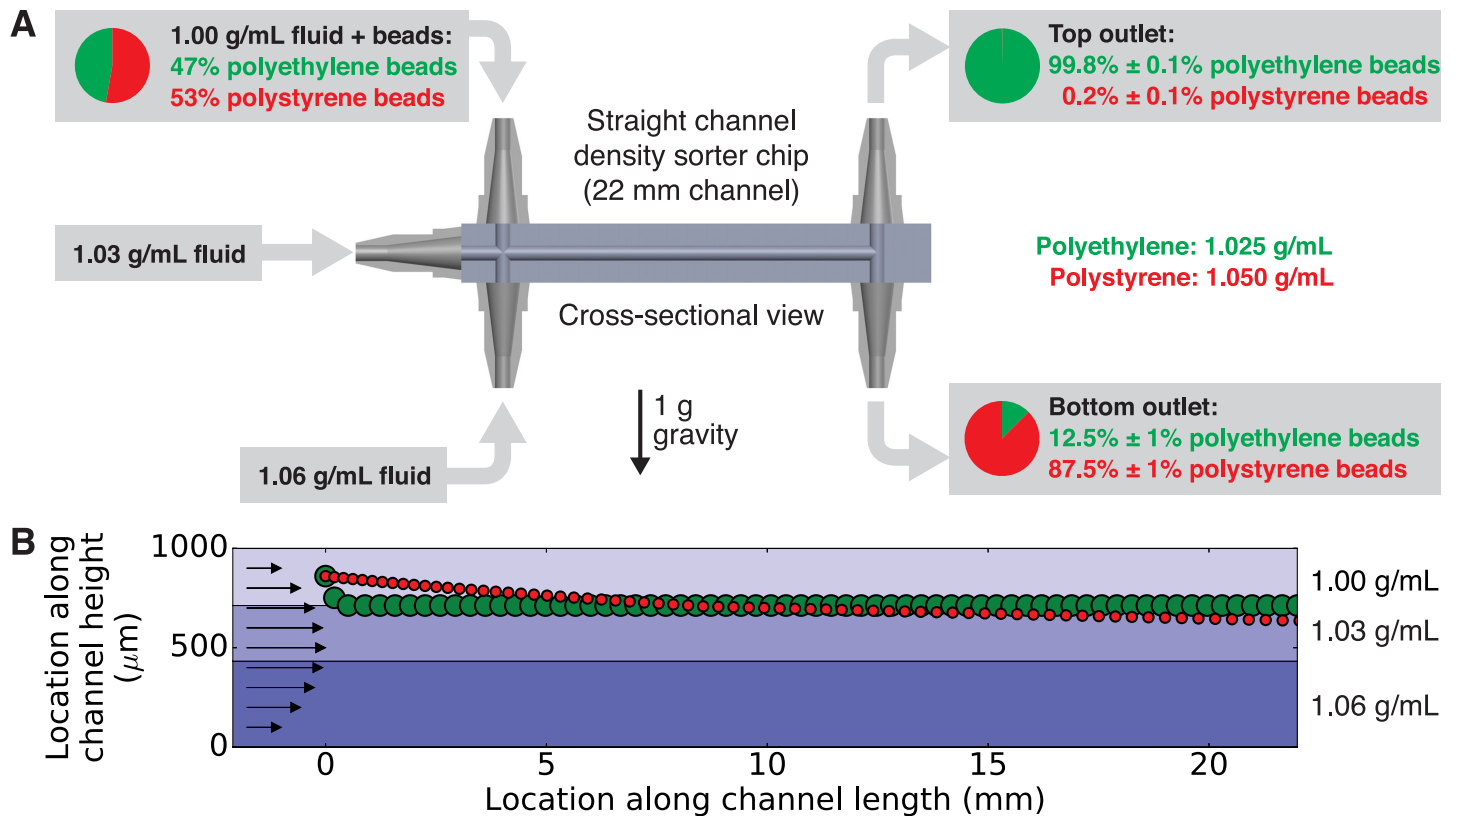 A
1.00 g/mL fluid + beads:
47% polyethylene beads
53% polystyrene beads
Top outlet:
99.8% ± 0.1% polyethylene beads
0.2% ± 0.1% polystyrene beads
Straight channel
density sorter chip
(22 mm channel)
1.03 g/mL fluid
Polyethylene: 1.025 g/mL
Polystyrene: 1.050 g/mL
Cross-sectional view
1 g
gravity
1.06 g/mL fluid
Bottom outlet:
12.5% ± 1% polyethylene beads
87.5% ± 1% polystyrene beads
B
Location along
channel height
(μm)
1000
500
0
1.00 g/mL
1.03 g/mL
1.06 g/mL
0 5 10 15 20
Location along channel length (mm)